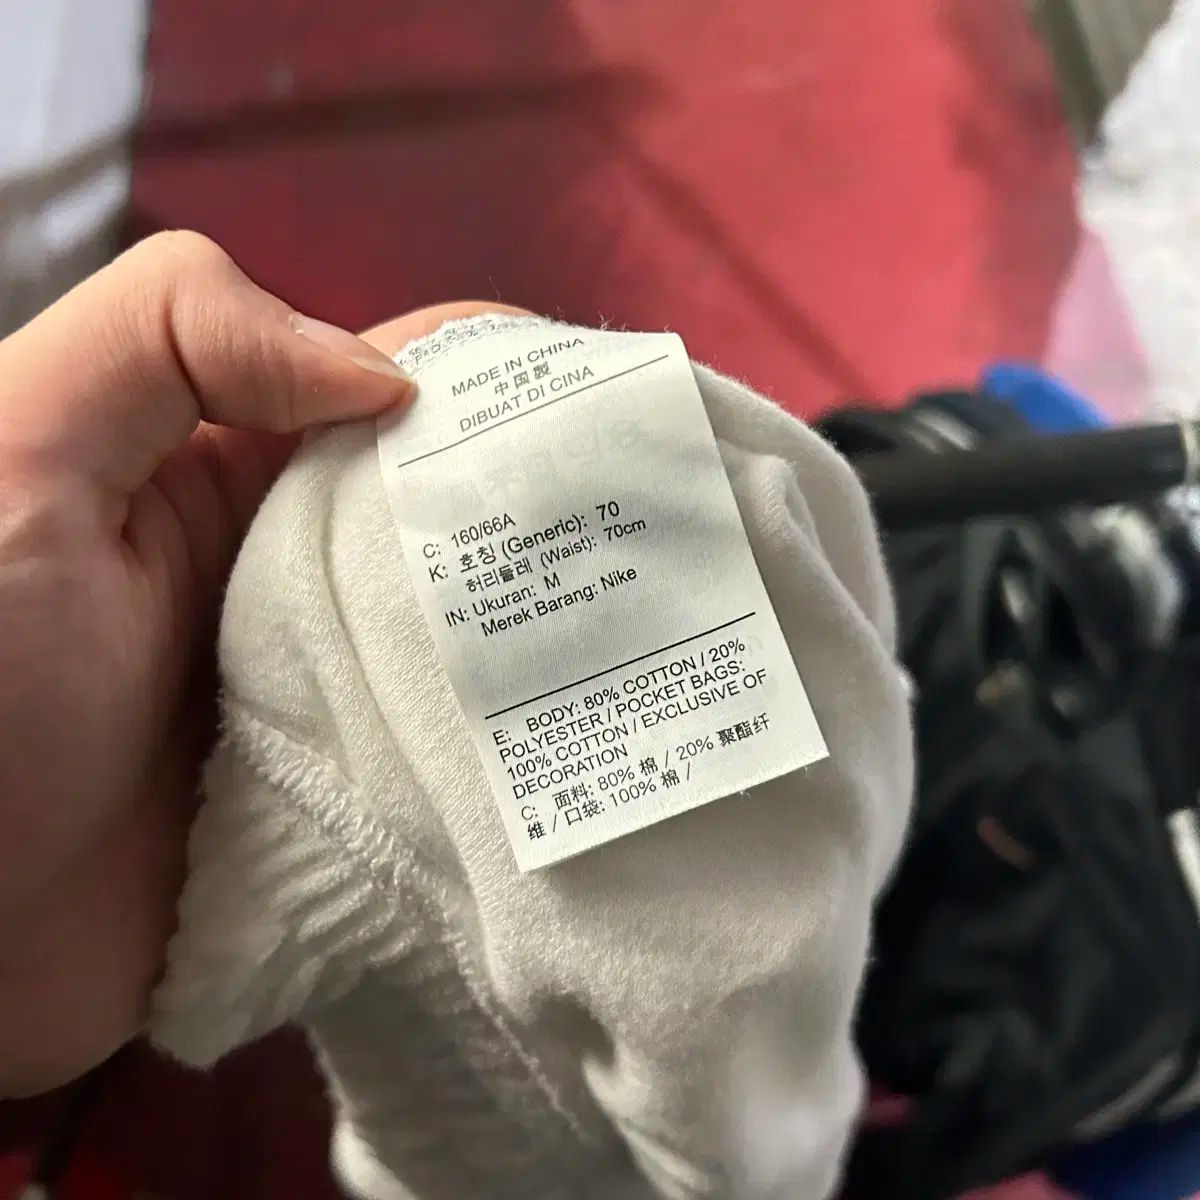 MADE IN CHINA
中国製
DIBUAT DI CINA
C: 160/66A
K: 호칭 (Generic): 70
허리둘레 (Waist): 70cm
IN: Ukuran: M
Merek Barang: Nike
E: BODY: 80% COTTON / 20%
POLYESTER / POCKET BAGS:
100% COTTON / EXCLUSIVE OF
DECORATION
C: 面料: 80% 棉 / 20% 聚酯纤
维 / 口袋: 100% 棉 /